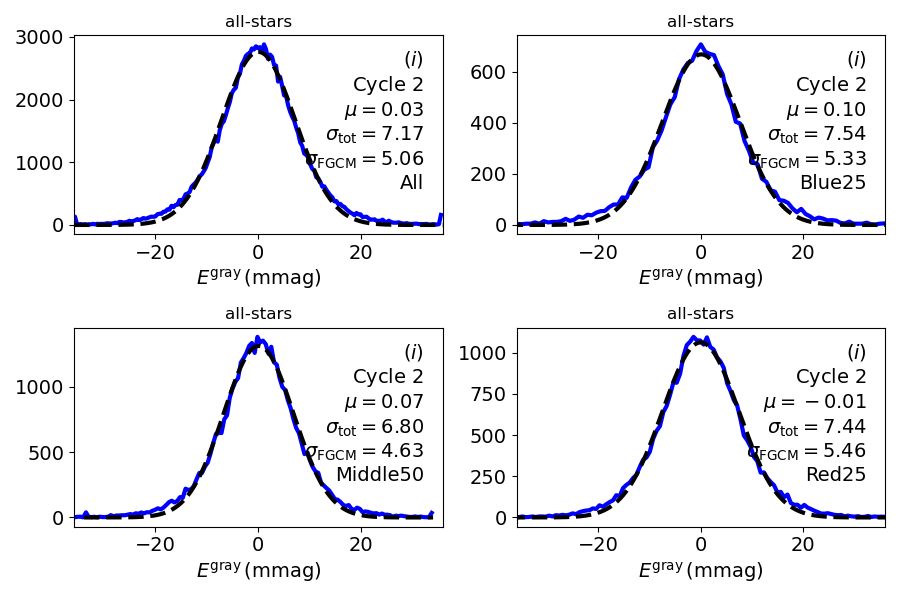 all-stars
3000
2000
1000
0
−20 0 20
E^gray (mmag)
(i)
Cycle 2
μ = 0.03
σ_tot = 7.17
σ_FGCM = 5.06
All
all-stars
600
400
200
0
−20 0 20
E^gray (mmag)
(i)
Cycle 2
μ = 0.10
σ_tot = 7.54
σ_FGCM = 5.33
Blue25
all-stars
1000
500
0
−20 0 20
E^gray (mmag)
(i)
Cycle 2
μ = 0.07
σ_tot = 6.80
σ_FGCM = 4.63
Middle50
all-stars
1000
750
500
250
0
−20 0 20
E^gray (mmag)
(i)
Cycle 2
μ = −0.01
σ_tot = 7.44
σ_FGCM = 5.46
Red25